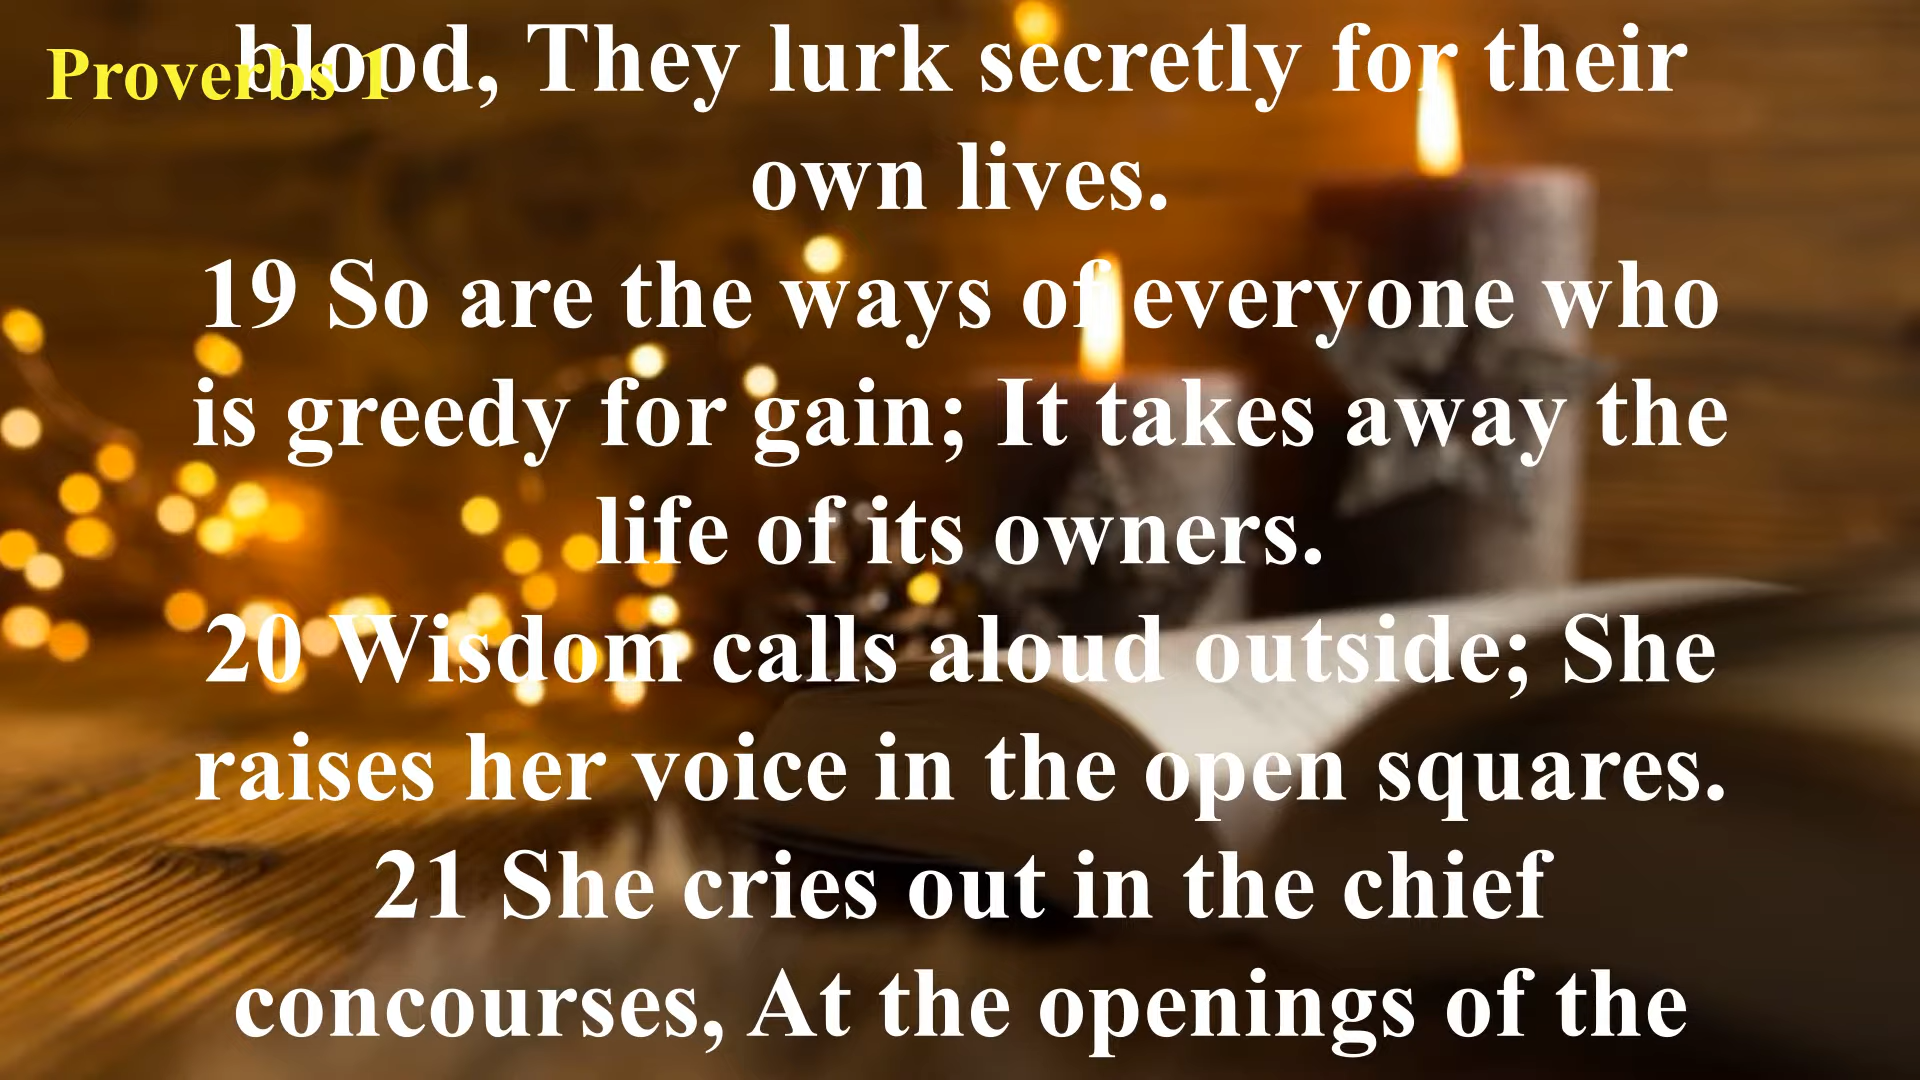 Proverbs 1
blood, They lurk secretly for their
own lives.
19 So are the ways of everyone who
is greedy for gain; It takes away the
life of its owners.
20 Wisdom calls aloud outside; She
raises her voice in the open squares.
21 She cries out in the chief
concourses, At the openings of the